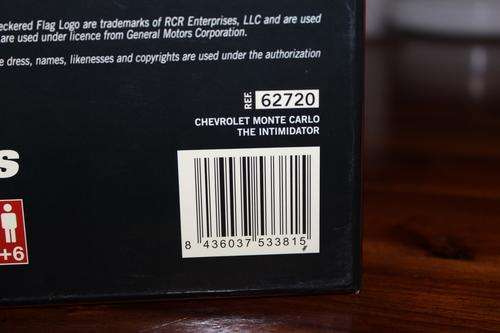 eckered Flag Logo are trademarks of RCR Enterprises, LLC and are used
are used under licence from General Motors Corporation.
e dress, names, likenesses and copyrights are used under the authorization
REF. 62720
CHEVROLET MONTE CARLO
THE INTIMIDATOR
s
+6
8 436037 533815